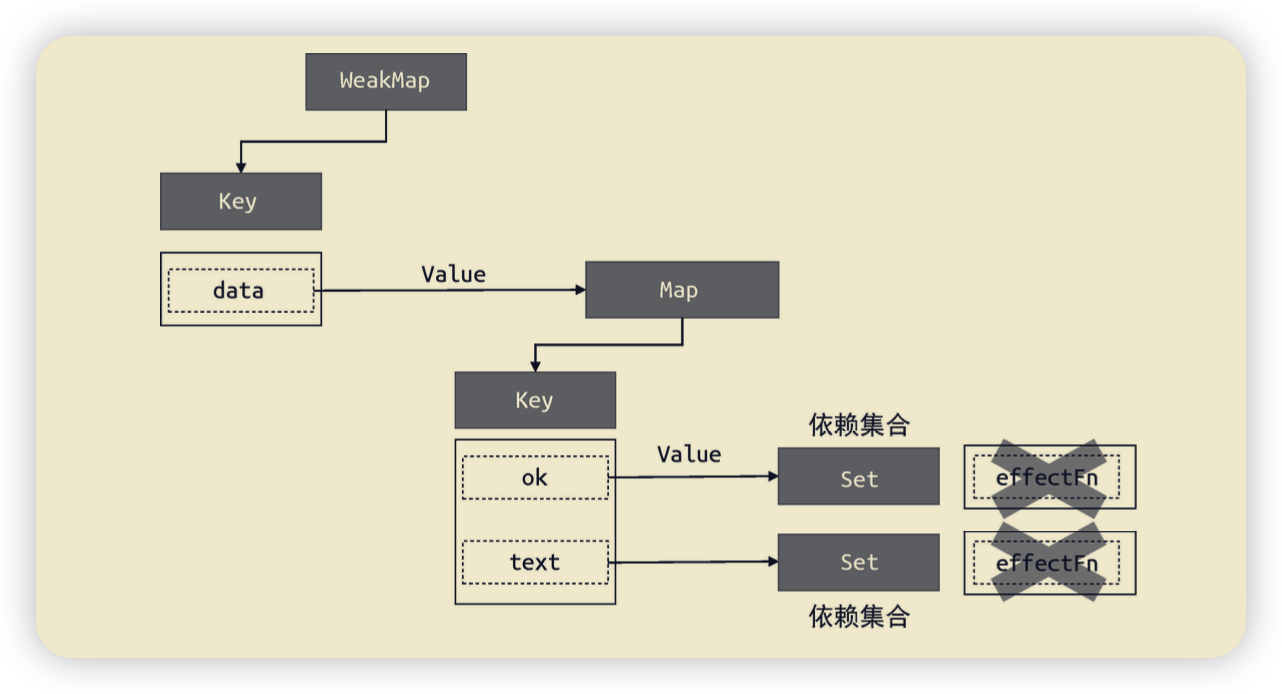 WeakMap
Key
data
Value
Map
Key
依赖集合
ok
Value
Set
effectFn
text
Set
effectFn
依赖集合